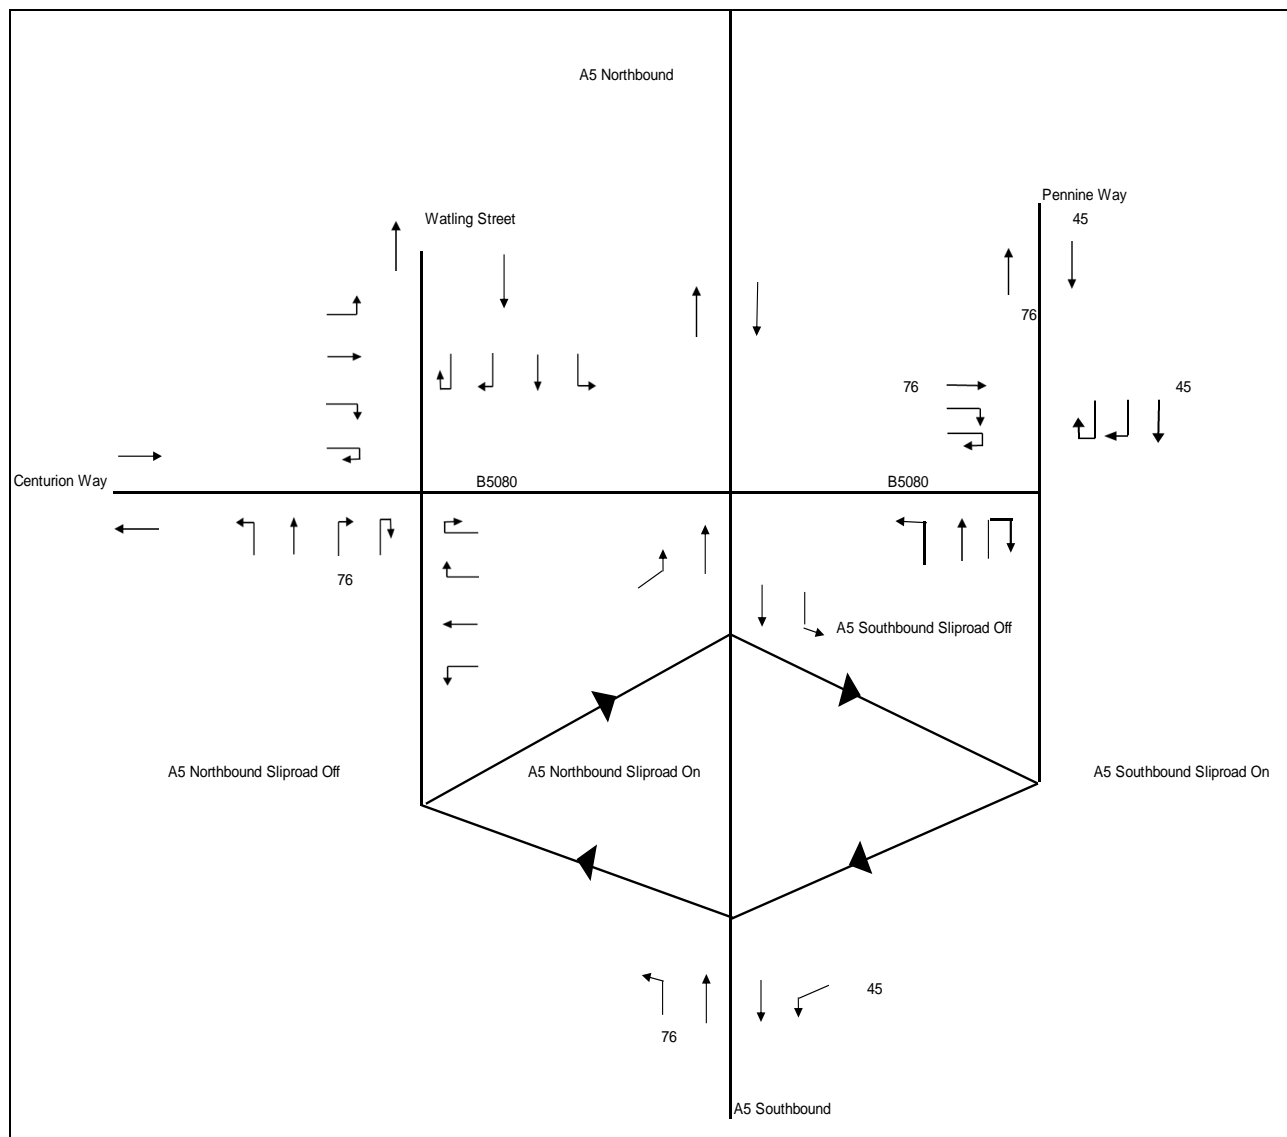 A5 Northbound
Pennine Way
Watling Street
45
76
76
45
Centurion Way
B5080
B5080
76
A5 Southbound Sliproad Off
A5 Northbound Sliproad Off
A5 Northbound Sliproad On
A5 Southbound Sliproad On
45
76
A5 Southbound